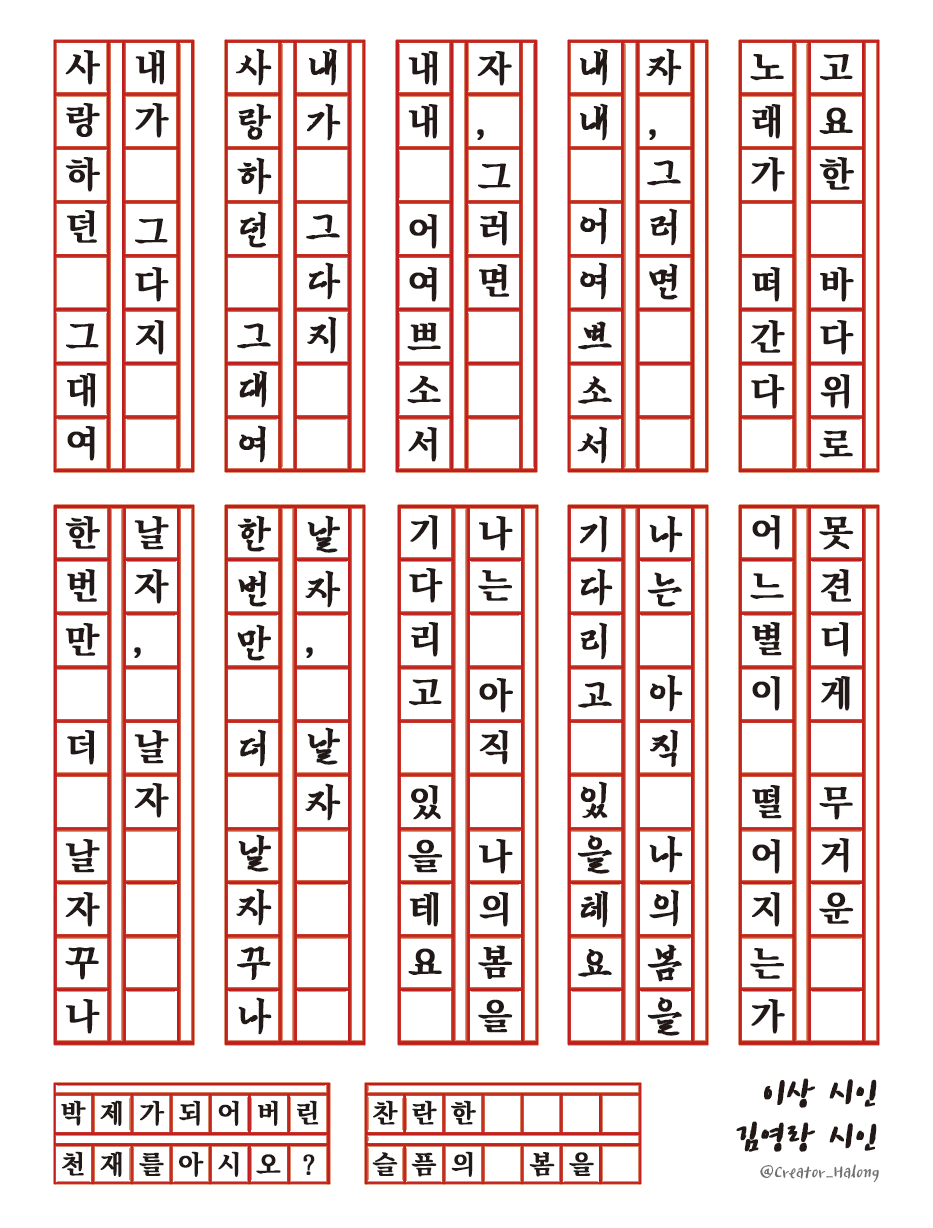 내가 그다지
사랑하던 그대여
내가 그다지
사랑하던 그대여
자, 그러면
내내 어여쁘소서
자, 그러면
내내 어여쁘소서
고요한 바다위로
노래가 떠간다
날자, 날자
한번만, 더 날자꾸나
날자, 날자
한번만, 더 날자꾸나
나는 아직 나의봄을
기다리고 있을테요
나는 아직 나의봄을
기다리고 있을테요
못견디게 무거운
어느별이 떨어지는가
박제가되어버린
천재를아시오?
찬란한
슬픔의 봄을
이상 시인
김영랑 시인
@Creator_Halong